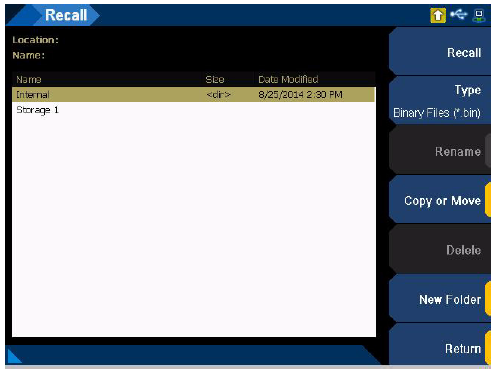 Recall
Location:
Name:
Name Size Date Modified
Internal <dir> 8/25/2014 2:30 PM
Storage 1
Recall
Type
Binary Files (*.bin)
Rename
Copy or Move
Delele
New Folder
Return